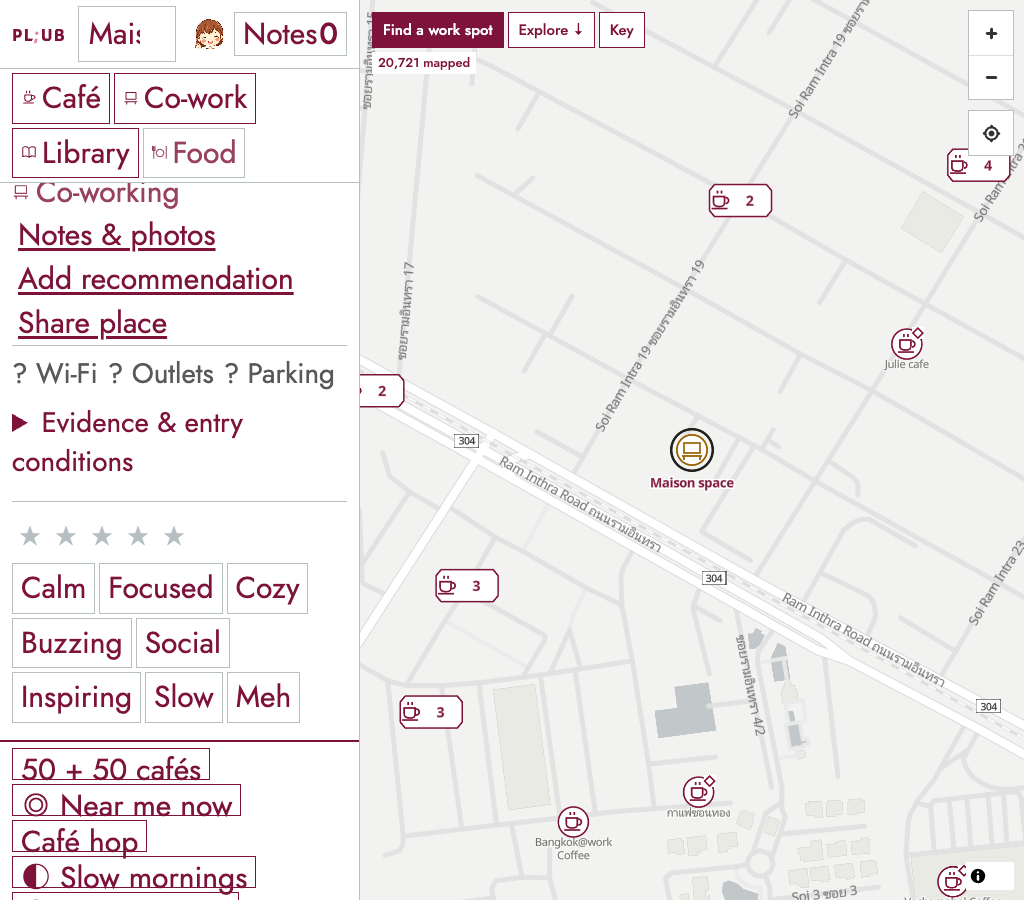 PL;UB
Mais
Notes 0
Café
Co-work
Library
Food
Co-working
Notes & photos
Add recommendation
Share place
? Wi-Fi ? Outlets ? Parking
▶ Evidence & entry
conditions
★ ★ ★ ★ ★
Calm
Focused
Cozy
Buzzing
Social
Inspiring
Slow
Meh
50 + 50 cafés
Near me now
Café hop
Slow mornings
Find a work spot
Explore ↓
Key
20,721 mapped
+
−
Soi Ram Intra 19
4
2
ซอยรามอินทรา 17
Soi Ram Intra 19 ซอยรามอินทรา 19
Julie cafe
2
304
Maison space
Ram Inthra Road ถนนรามอินทรา
304
3
Soi Ram Intra 23
Ram Inthra Road ถนนรามอินทรา
ซอยรามอินทรา 4/2
304
3
กาแฟซอนทอง
Bangkok@work
Coffee
Soi 3 ซอย 3